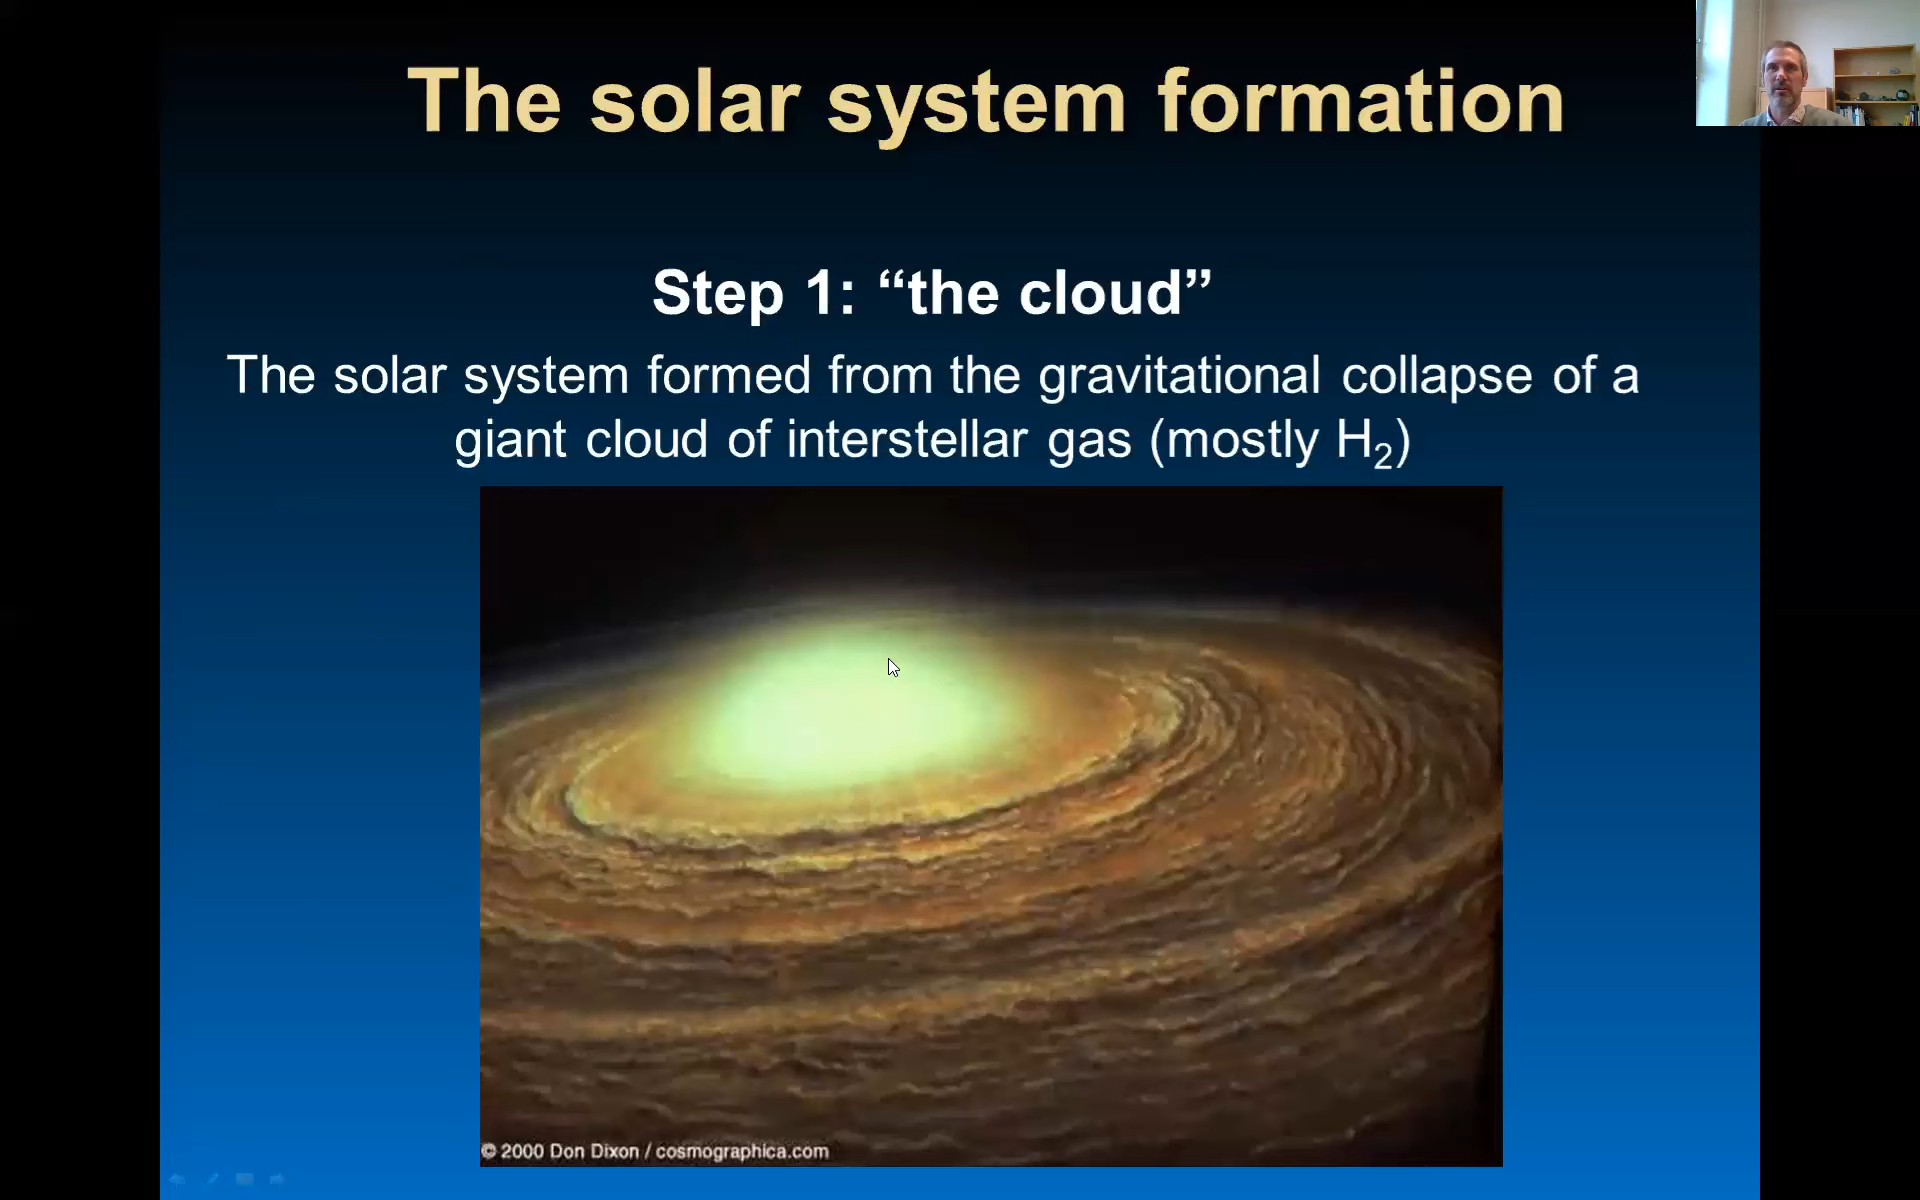 The solar system formation
Step 1: “the cloud”
The solar system formed from the gravitational collapse of a
giant cloud of interstellar gas (mostly H₂)
© 2000 Don Dixon / cosmographica.com